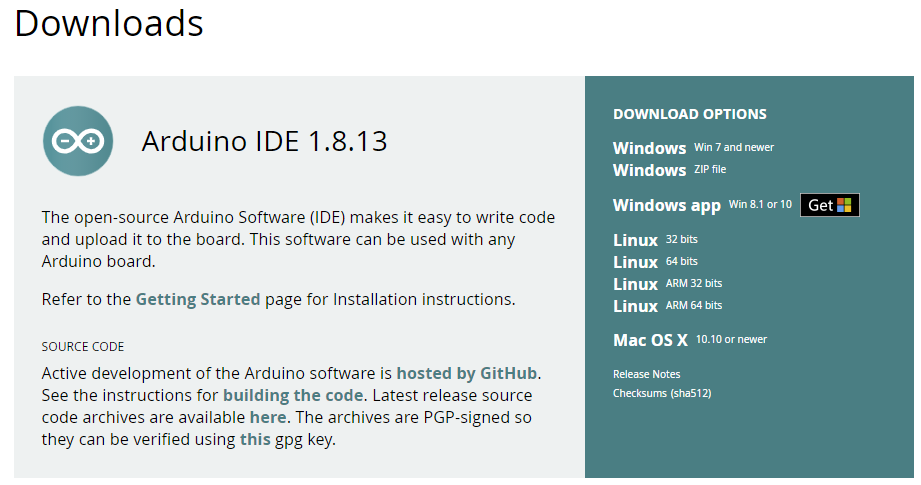 Downloads
Arduino IDE 1.8.13
The open-source Arduino Software (IDE) makes it easy to write code
and upload it to the board. This software can be used with any
Arduino board.
Refer to the Getting Started page for Installation instructions.
SOURCE CODE
Active development of the Arduino software is hosted by GitHub.
See the instructions for building the code. Latest release source
code archives are available here. The archives are PGP-signed so
they can be verified using this gpg key.
DOWNLOAD OPTIONS
Windows Win 7 and newer
Windows ZIP file
Windows app Win 8.1 or 10 Get
Linux 32 bits
Linux 64 bits
Linux ARM 32 bits
Linux ARM 64 bits
Mac OS X 10.10 or newer
Release Notes
Checksums (sha512)